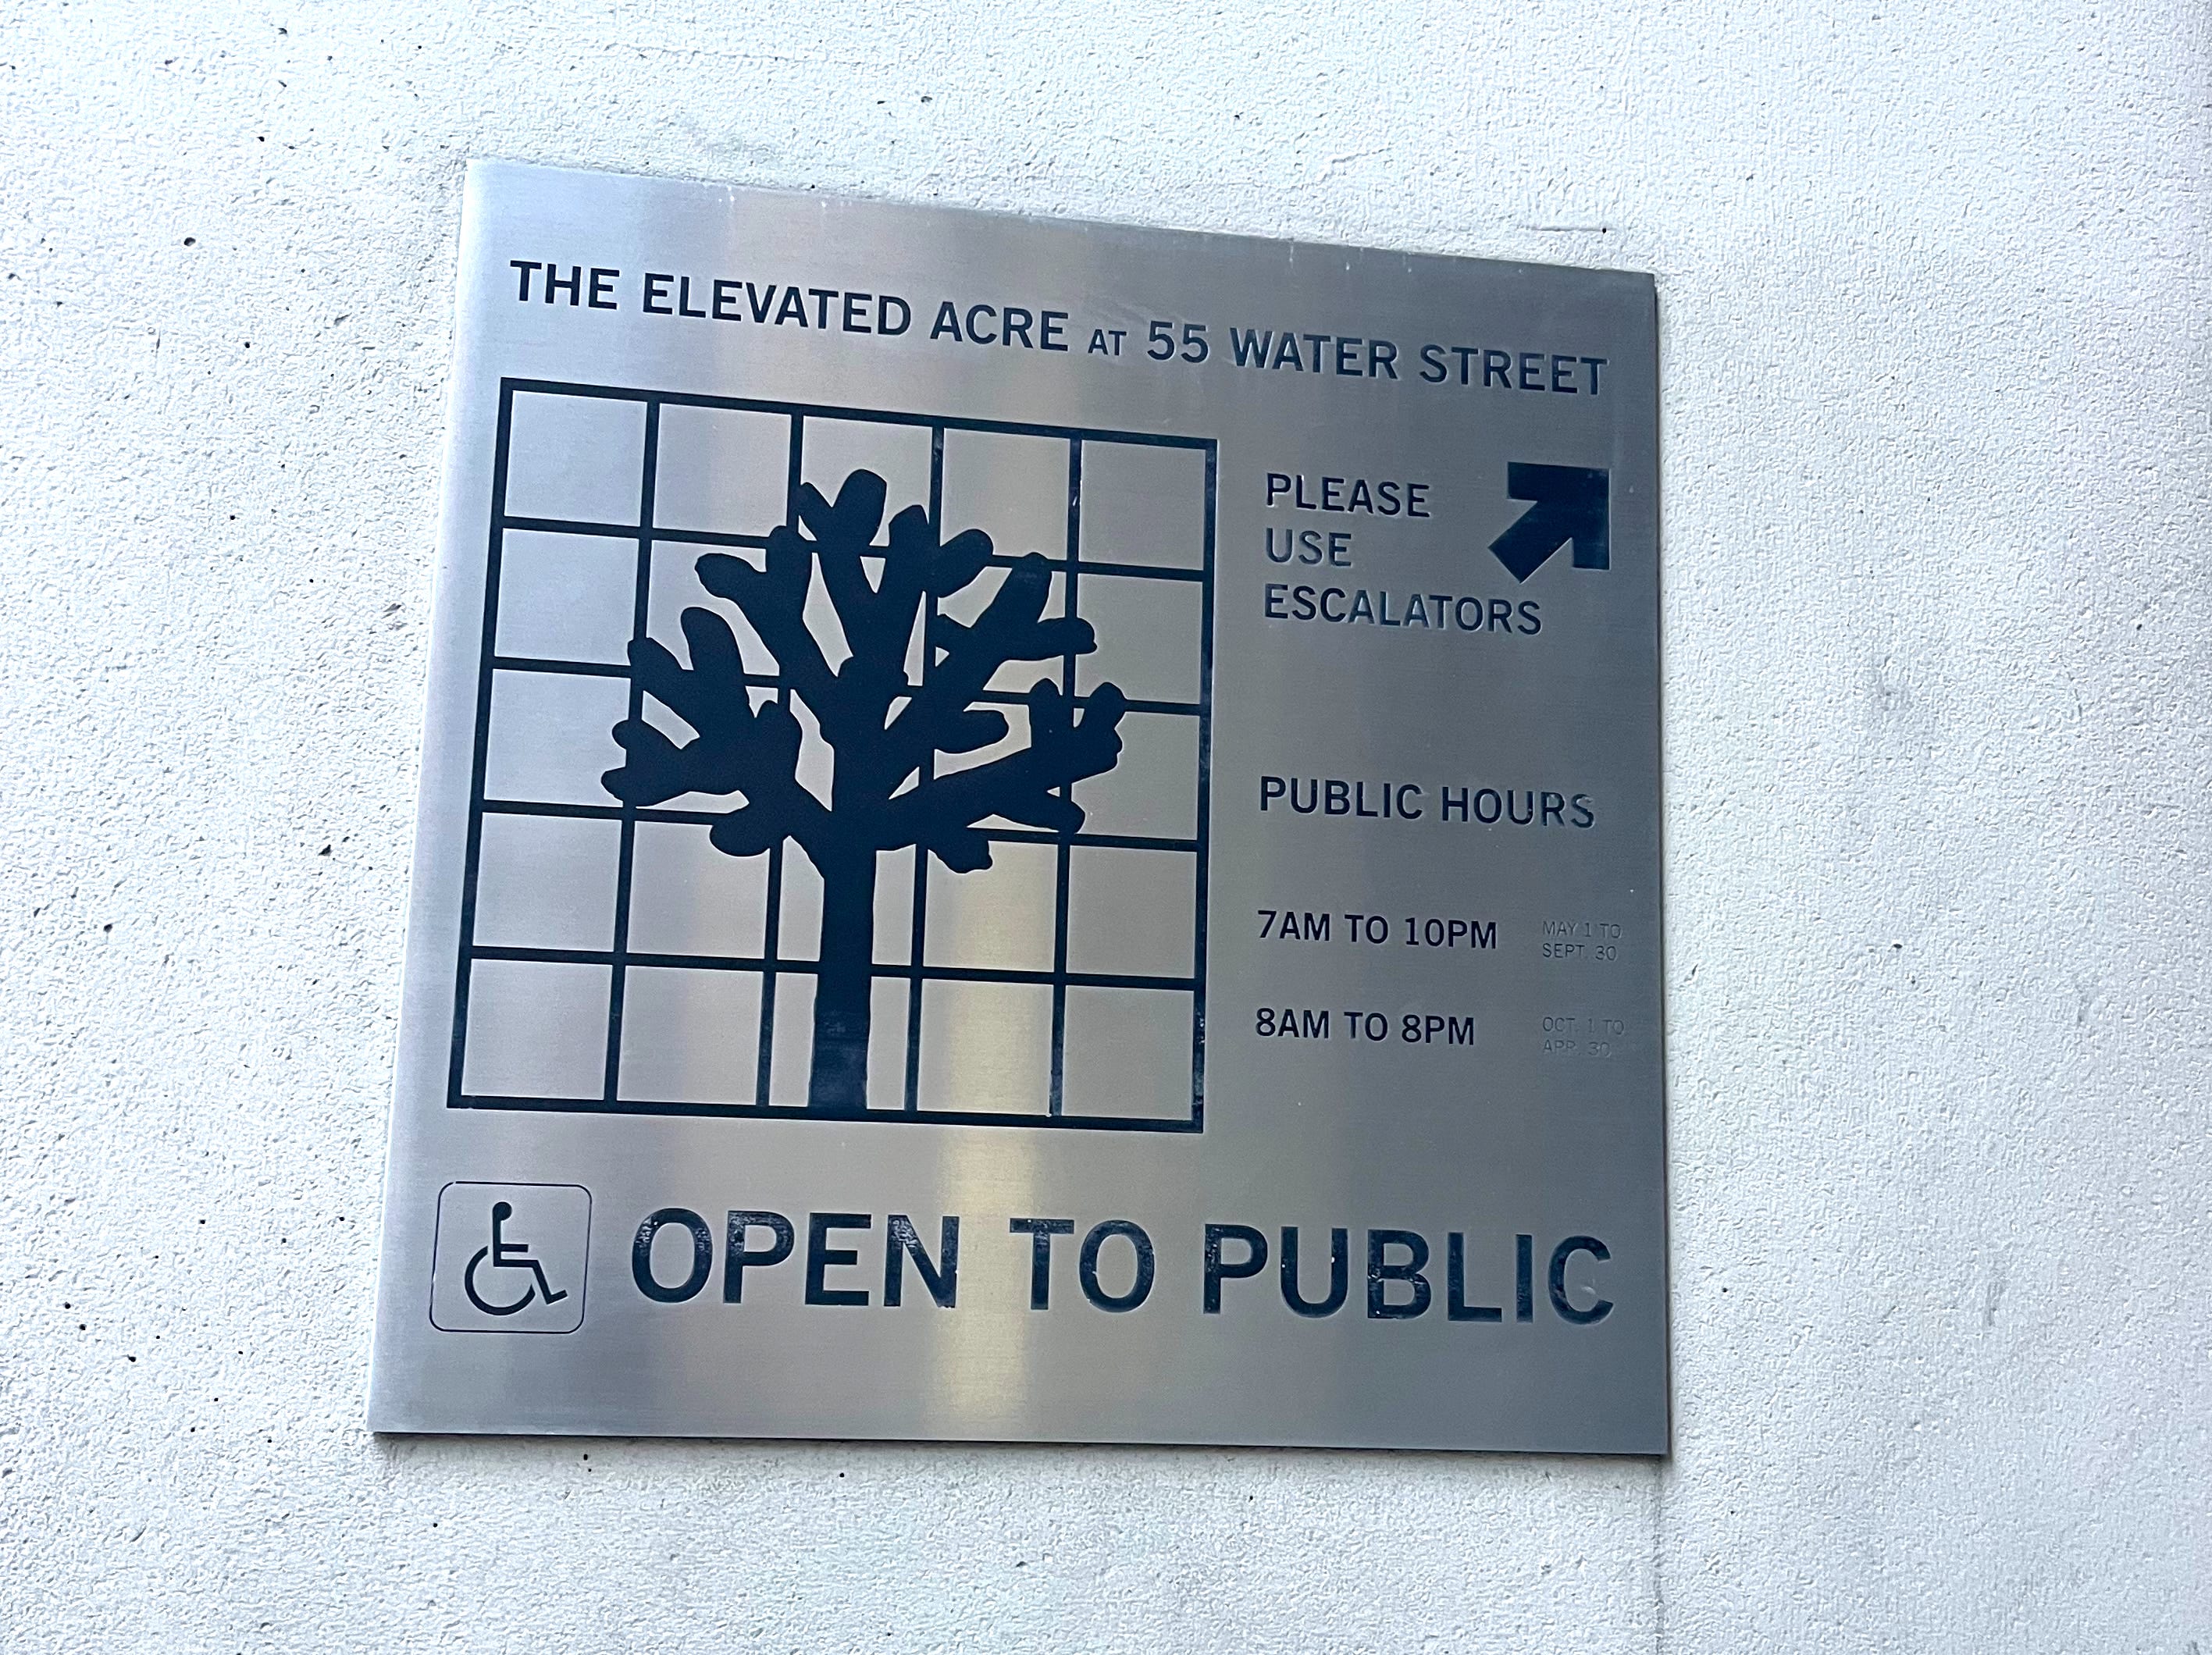 THE ELEVATED ACRE AT 55 WATER STREET
PLEASE
USE
ESCALATORS
PUBLIC HOURS
7AM TO 10PM
MAY 1 TO
SEPT. 30
8AM TO 8PM
OCT. 1 TO
APR. 30
OPEN TO PUBLIC